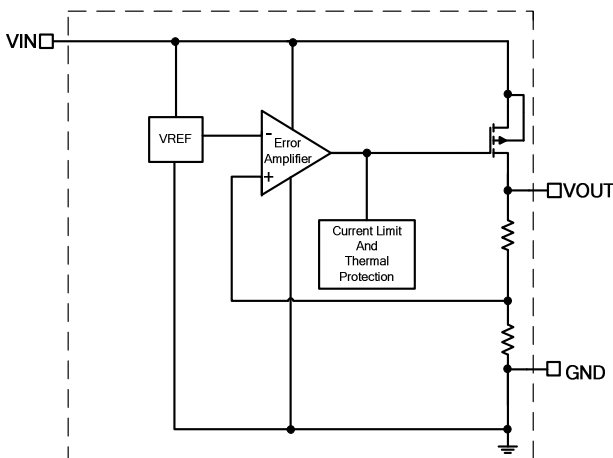 VIN
VREF
-
Error
Amplifier
+
Current Limit
And
Thermal
Protection
VOUT
GND